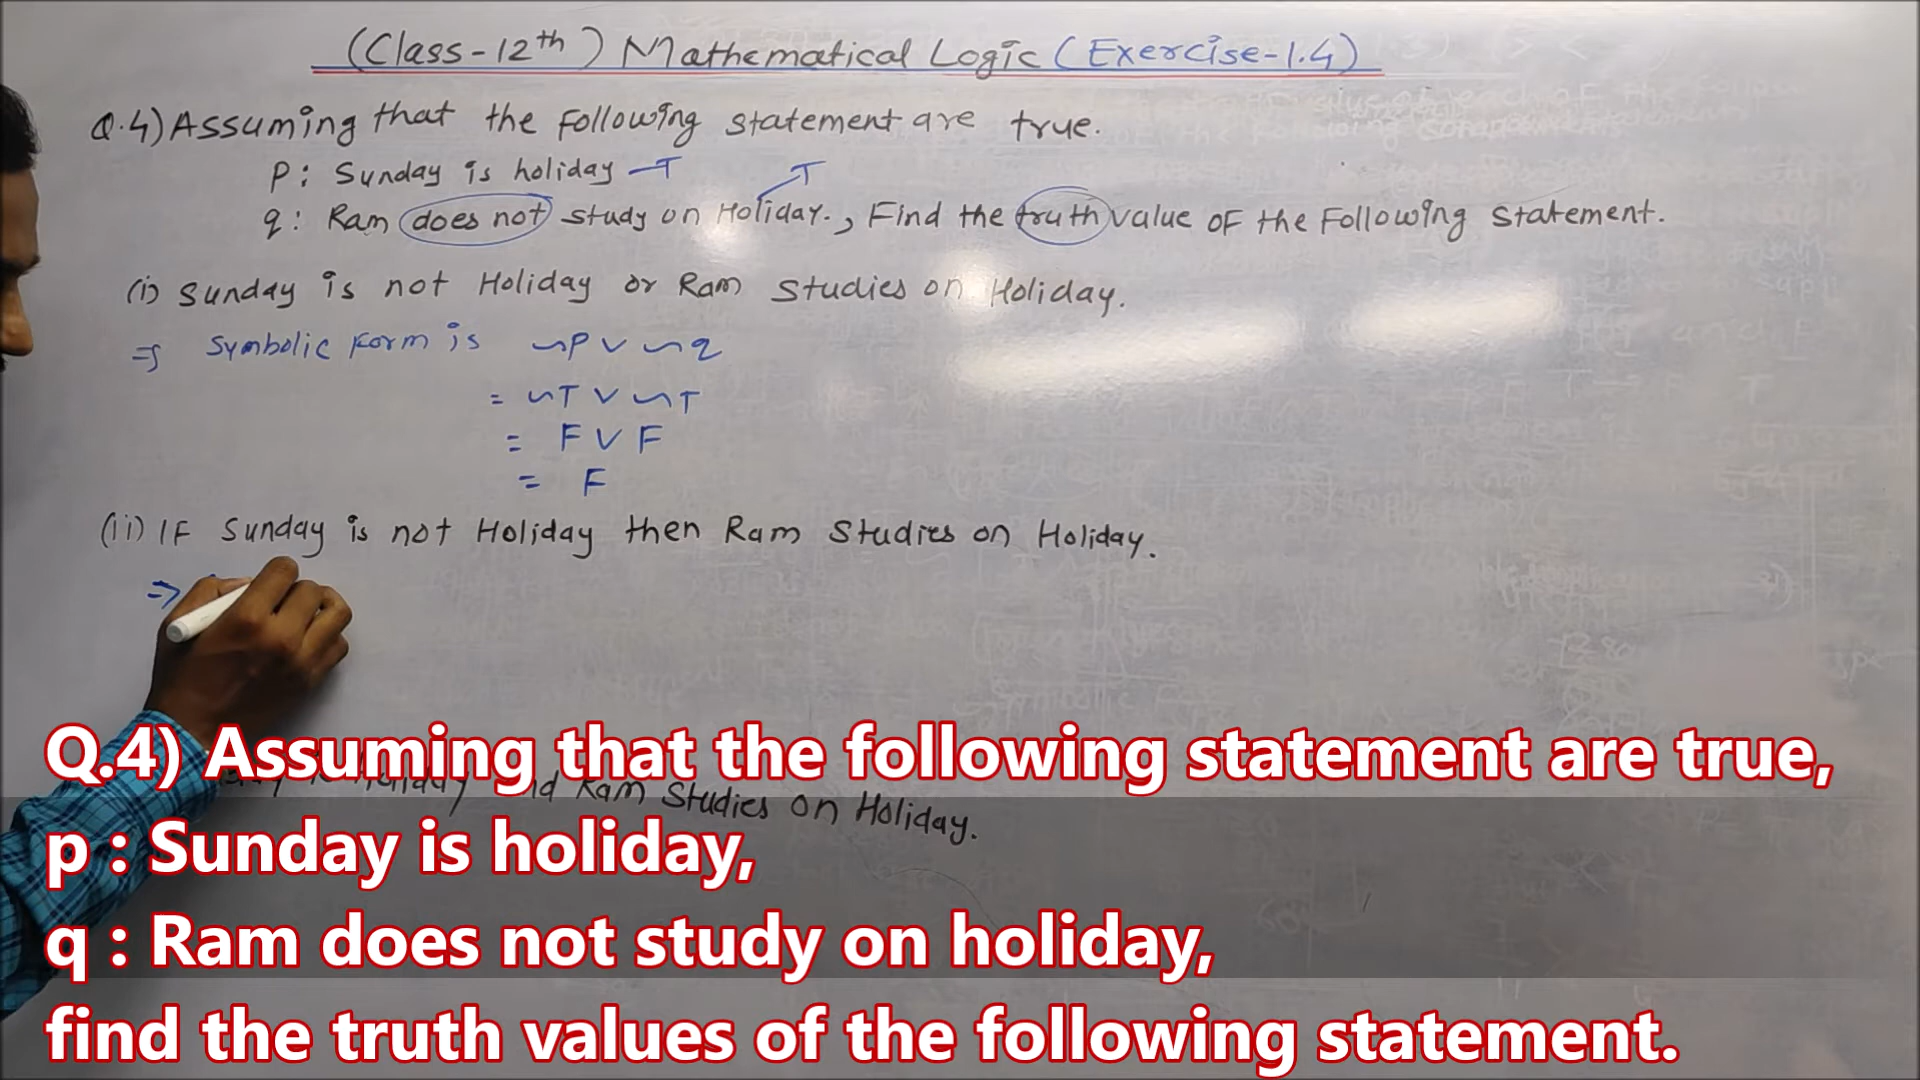 (Class-12th) Mathematical Logic (Exercise-1.4)
Q.4) Assuming that the following statement are true.
P: Sunday is holiday - T
T
q: Ram does not study on Holiday., Find the truth value of the following statement.
(i) Sunday is not Holiday or Ram Studies on Holiday.
⇒ Symbolic form is ~P ∨ ~q
= ~T ∨ ~T
= F ∨ F
= F
(ii) IF Sunday is not Holiday then Ram Studies on Holiday.
⇒
Q.4) Assuming that the following statement are true,
Holiday and Ram Studies on Holiday.
p : Sunday is holiday,
q : Ram does not study on holiday,
find the truth values of the following statement.